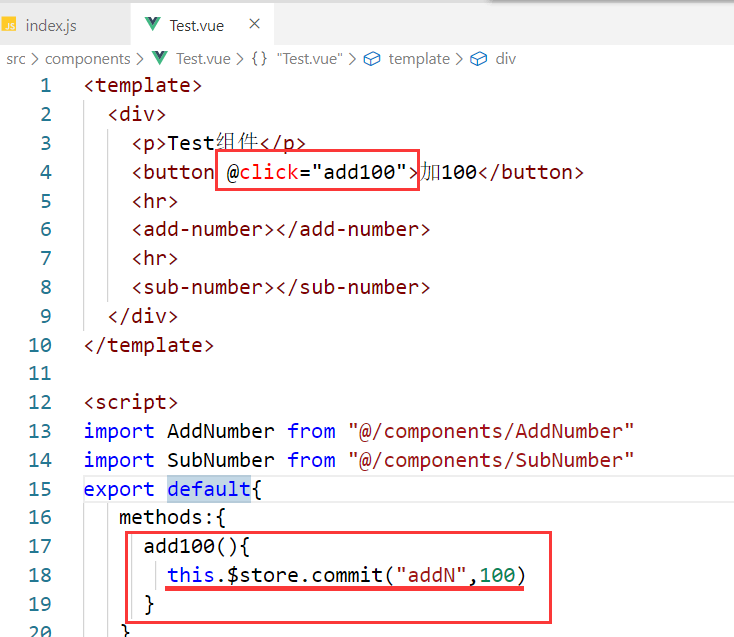 index.js
Test.vue
src > components > Test.vue > {} "Test.vue" > template > div
1 <template>
2 <div>
3 <p>Test组件</p>
4 <button @click="add100">加100</button>
5 <hr>
6 <add-number></add-number>
7 <hr>
8 <sub-number></sub-number>
9 </div>
10 </template>
11
12 <script>
13 import AddNumber from "@/components/AddNumber"
14 import SubNumber from "@/components/SubNumber"
15 export default{
16 methods:{
17 add100(){
18 this.$store.commit("addN",100)
19 }
20 }